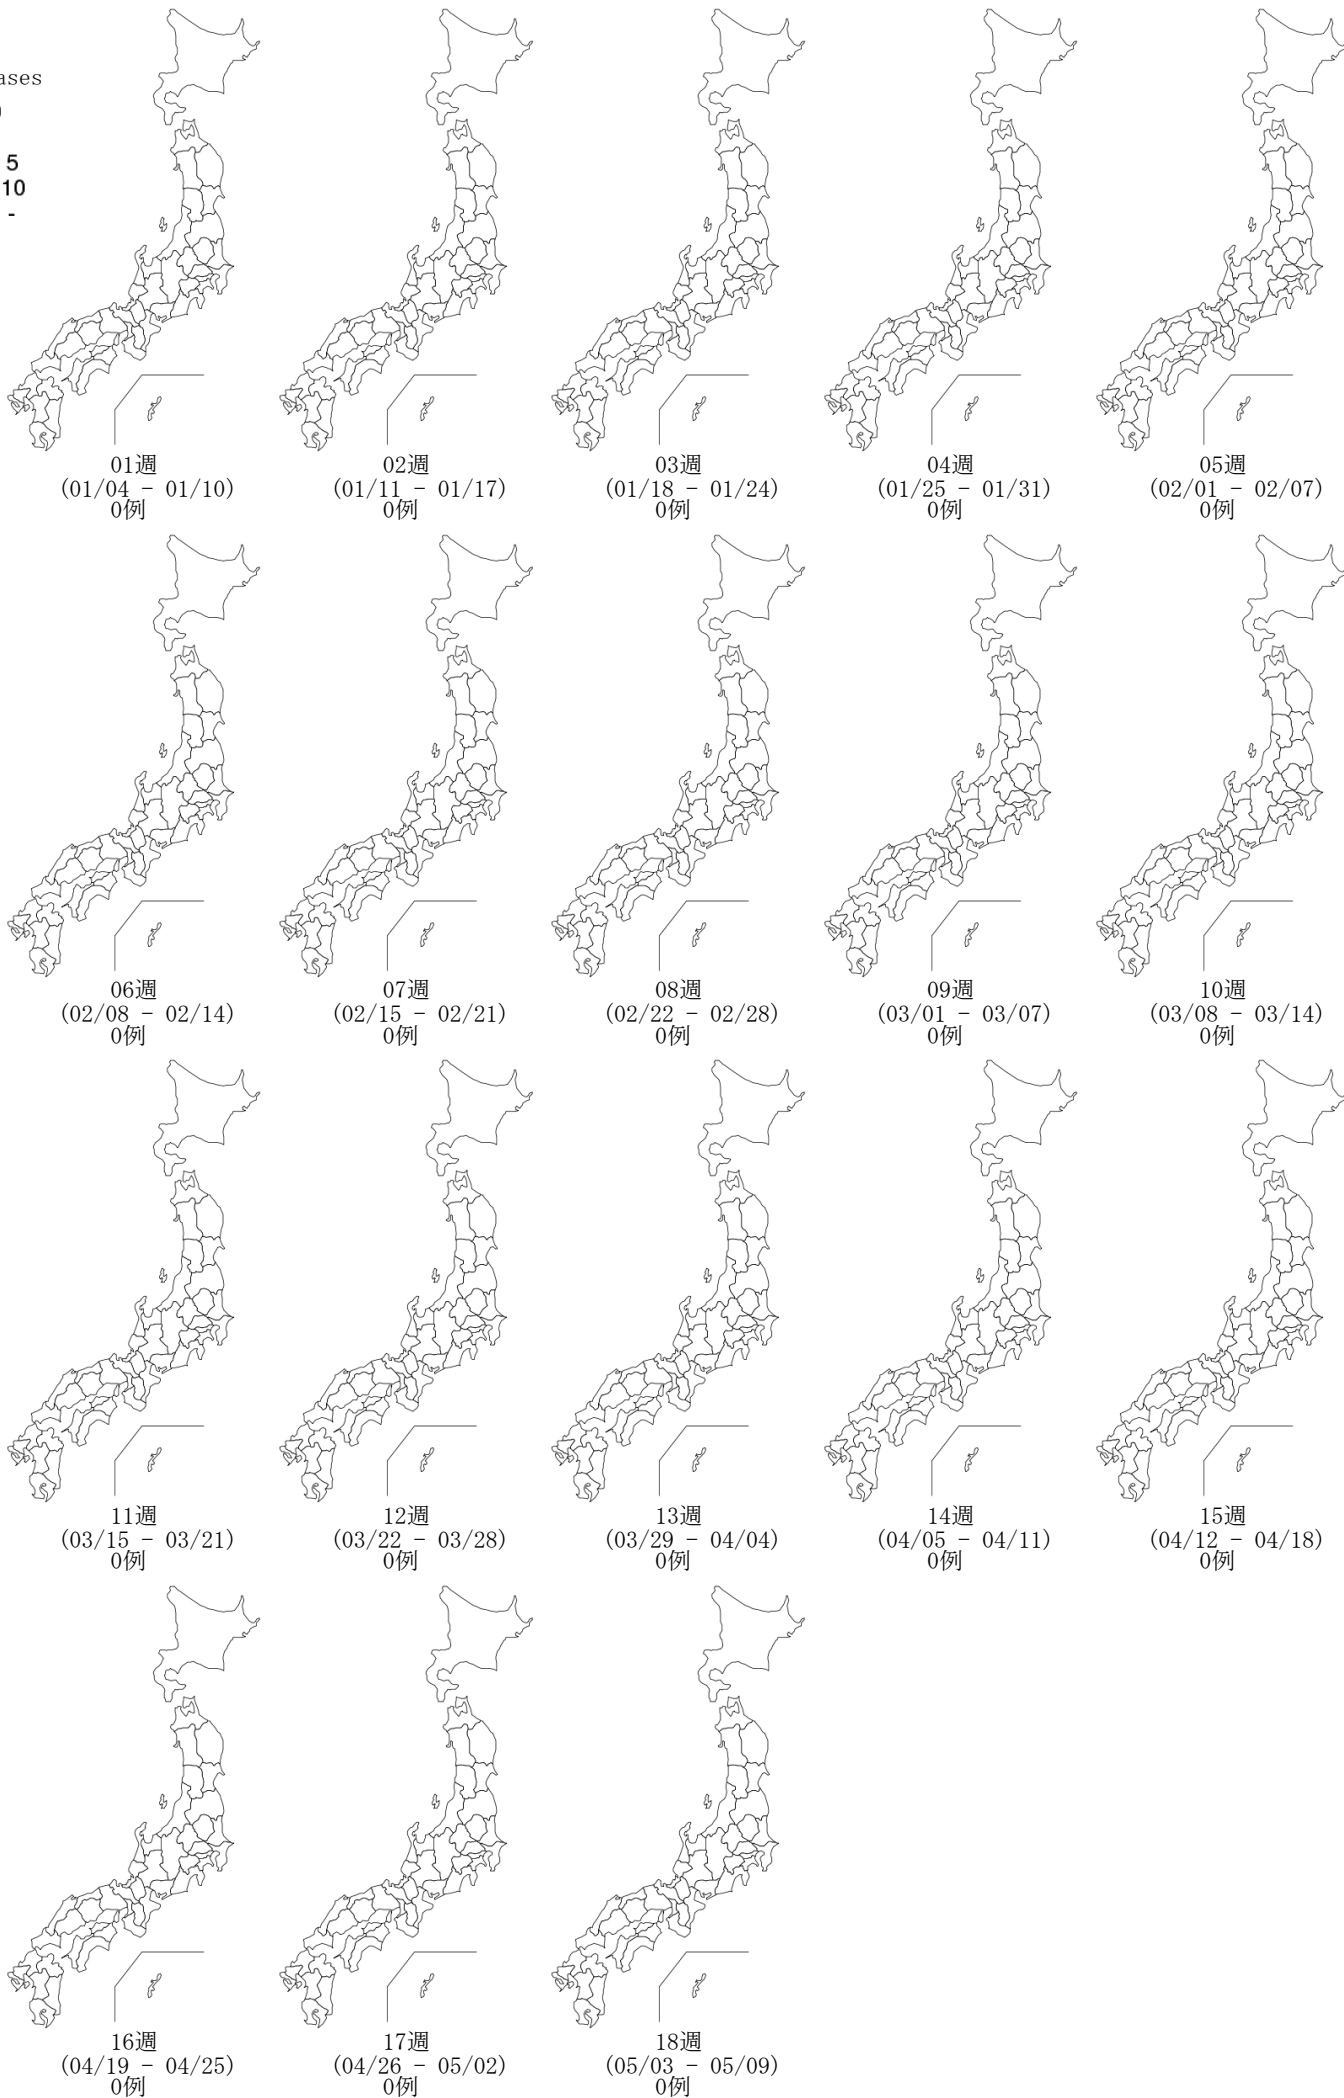 ases
5
10
-
01週
(01/04 - 01/10)
0例
02週
(01/11 - 01/17)
0例
03週
(01/18 - 01/24)
0例
04週
(01/25 - 01/31)
0例
05週
(02/01 - 02/07)
0例
06週
(02/08 - 02/14)
0例
07週
(02/15 - 02/21)
0例
08週
(02/22 - 02/28)
0例
09週
(03/01 - 03/07)
0例
10週
(03/08 - 03/14)
0例
11週
(03/15 - 03/21)
0例
12週
(03/22 - 03/28)
0例
13週
(03/29 - 04/04)
0例
14週
(04/05 - 04/11)
0例
15週
(04/12 - 04/18)
0例
16週
(04/19 - 04/25)
0例
17週
(04/26 - 05/02)
0例
18週
(05/03 - 05/09)
0例